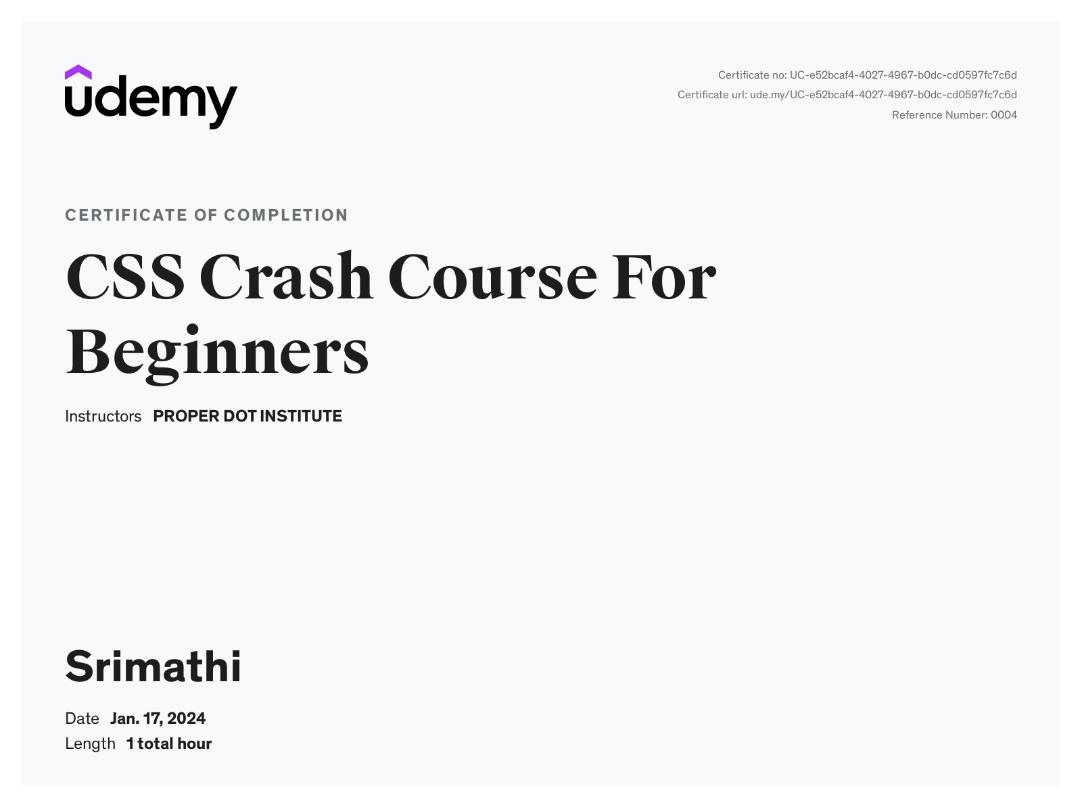 udemy
Certificate no: UC-e52bcaf4-4027-4967-b0dc-cd0597fc7c6d
Certificate url: ude.my/UC-e52bcaf4-4027-4967-b0dc-cd0597fc7c6d
Reference Number: 0004
CERTIFICATE OF COMPLETION
CSS Crash Course For
Beginners
Instructors PROPER DOT INSTITUTE
Srimathi
Date Jan. 17, 2024
Length 1 total hour